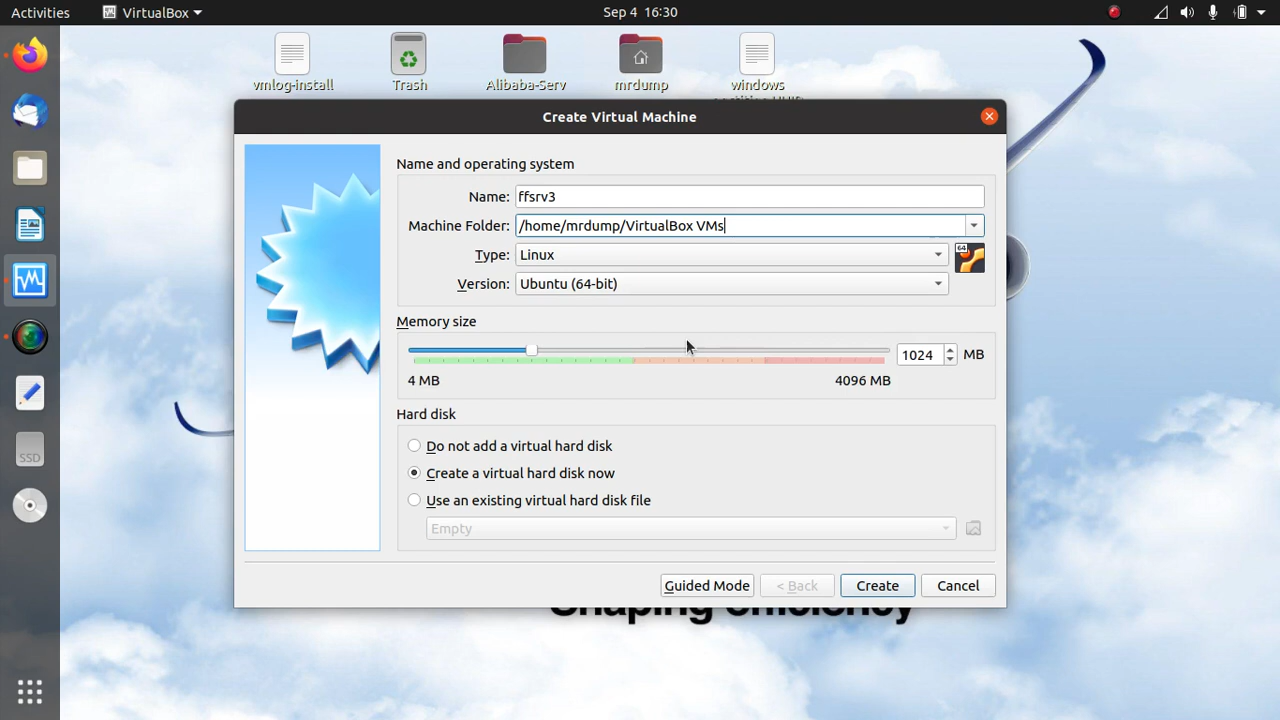 Activities
VirtualBox
Sep 4 16:30
vmlog-install
Trash
Alibaba-Serv
mrdump
windows
Create Virtual Machine
Name and operating system
Name: ffsrv3
Machine Folder: /home/mrdump/VirtualBox VMs
Type: Linux
64
Version: Ubuntu (64-bit)
Memory size
1024 MB
4 MB
4096 MB
Hard disk
Do not add a virtual hard disk
Create a virtual hard disk now
Use an existing virtual hard disk file
Empty
SSD
Guided Mode
< Back
Create
Cancel
Shaping efficiency